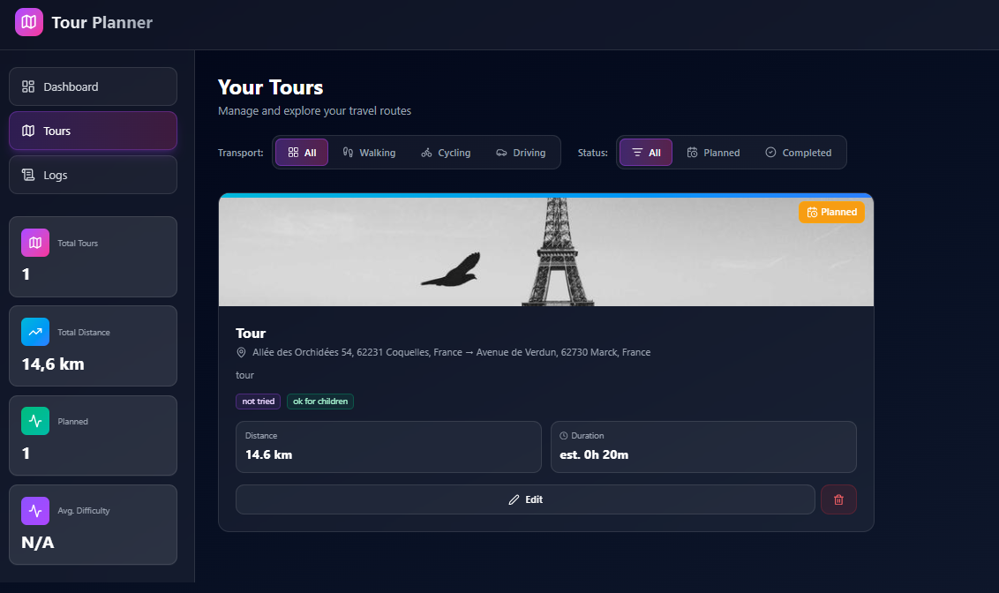 Tour Planner
Dashboard
Tours
Logs
Total Tours
1
Total Distance
14,6 km
Planned
1
Avg. Difficulty
N/A
Your Tours
Manage and explore your travel routes
Transport: All Walking Cycling Driving Status: All Planned Completed
Planned
Tour
Allée des Orchidées 54, 62231 Coquelles, France → Avenue de Verdun, 62730 Marck, France
tour
not tried ok for children
Distance
14.6 km
Duration
est. 0h 20m
Edit